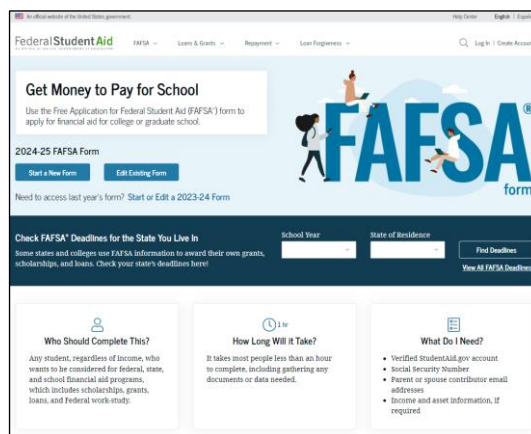 An official website of the United States government.
Help Center English | Españ
Federal Student Aid
FAFSA Loans & Grants Repayment Loan Forgiveness
Log In | Create Accoun
Get Money to Pay for School
Use the Free Application for Federal Student Aid (FAFSA®) form to
apply for financial aid for college or graduate school.
FAFSA®
form
2024-25 FAFSA Form
Start a New Form Edit Existing Form
Need to access last year's form? Start or Edit a 2023-24 Form
Check FAFSA® Deadlines for the State You Live In
Some states and colleges use FAFSA information to award their own grants,
scholarships, and loans. Check your state's deadlines here!
School Year
State of Residence
Find Deadlines
View All FAFSA Deadlines
Who Should Complete This?
Any student, regardless of income, who
wants to be considered for federal, state,
and school financial aid programs,
which includes scholarships, grants,
loans, and Federal work-study.
1 hr
How Long Will it Take?
It takes most people less than an hour
to complete, including gathering any
documents or data needed.
What Do I Need?
• Verified StudentAid.gov account
• Social Security Number
• Parent or spouse contributor email
addresses
• Income and asset information, if
required